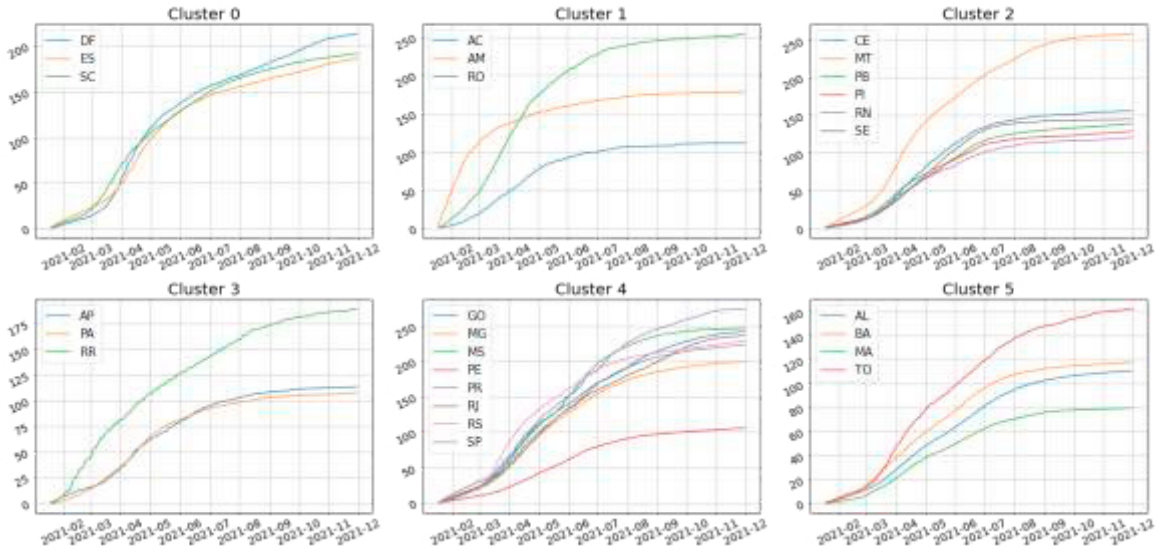 Cluster 0
DF
ES
SC
200
150
100
50
0
2021-02 2021-03 2021-04 2021-05 2021-06 2021-07 2021-08 2021-09 2021-10 2021-11 2021-12
Cluster 1
AC
AM
RO
250
200
150
100
50
0
2021-02 2021-03 2021-04 2021-05 2021-06 2021-07 2021-08 2021-09 2021-10 2021-11 2021-12
Cluster 2
CE
MT
PB
PI
RN
SE
250
200
150
100
50
0
2021-02 2021-03 2021-04 2021-05 2021-06 2021-07 2021-08 2021-09 2021-10 2021-11 2021-12
Cluster 3
AP
PA
RR
175
150
125
100
75
50
25
0
2021-02 2021-03 2021-04 2021-05 2021-06 2021-07 2021-08 2021-09 2021-10 2021-11 2021-12
Cluster 4
GO
MG
MS
PE
PR
RJ
RS
SP
250
200
150
100
50
0
2021-02 2021-03 2021-04 2021-05 2021-06 2021-07 2021-08 2021-09 2021-10 2021-11 2021-12
Cluster 5
AL
BA
MA
TO
160
140
120
100
80
60
40
20
0
2021-02 2021-03 2021-04 2021-05 2021-06 2021-07 2021-08 2021-09 2021-10 2021-11 2021-12